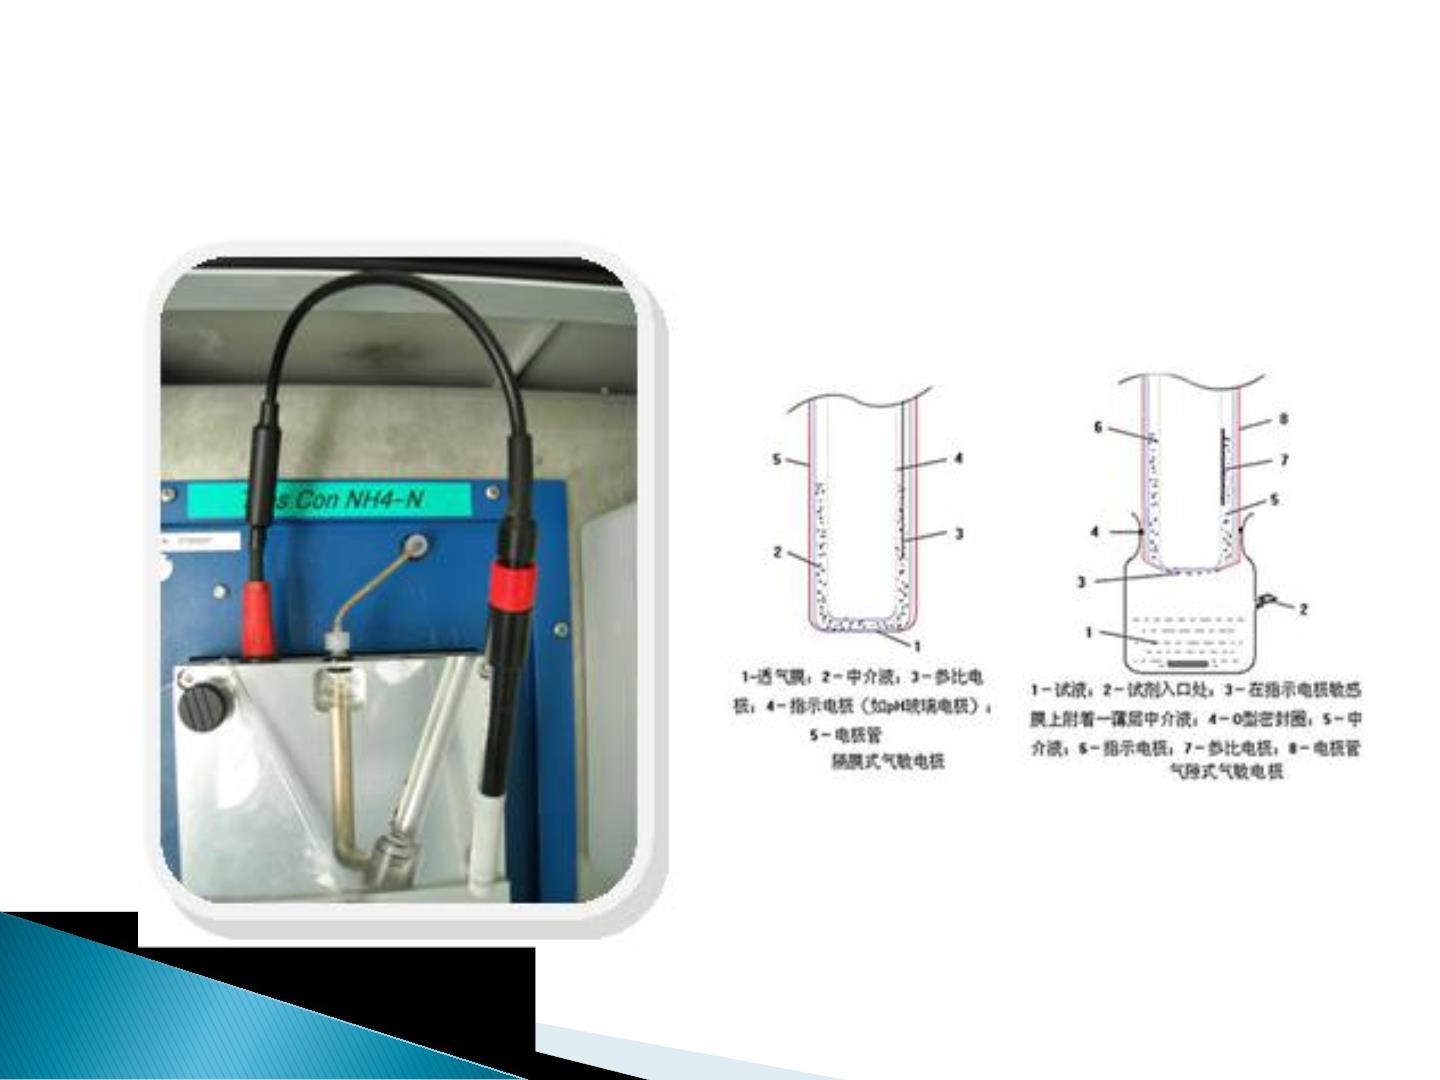 s Con NH4-N
5
4
2
3
1
1-透气膜；2-中介液；3-参比电
极；4-指示电极（如pH玻璃电极）；
5-电极管
隔膜式气敏电极
6
8
7
5
4
3
2
1
1-试液；2-试剂入口处；3-在指示电极敏感
膜上附着一薄层中介液；4-O型密封圈；5-中
介液；6-指示电极；7-参比电极；8-电极管
气隙式气敏电极